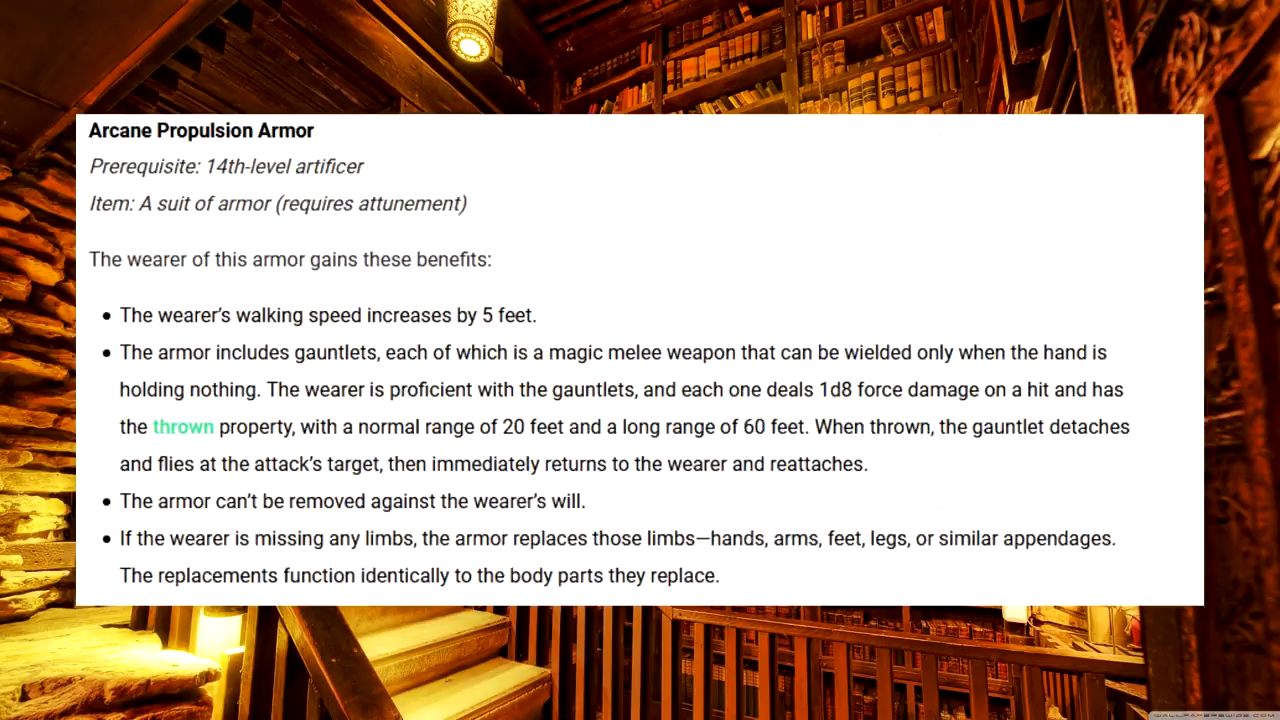 Arcane Propulsion Armor
Prerequisite: 14th-level artificer
Item: A suit of armor (requires attunement)
The wearer of this armor gains these benefits:
• The wearer’s walking speed increases by 5 feet.
• The armor includes gauntlets, each of which is a magic melee weapon that can be wielded only when the hand is
holding nothing. The wearer is proficient with the gauntlets, and each one deals 1d8 force damage on a hit and has
the thrown property, with a normal range of 20 feet and a long range of 60 feet. When thrown, the gauntlet detaches
and flies at the attack’s target, then immediately returns to the wearer and reattaches.
• The armor can’t be removed against the wearer’s will.
• If the wearer is missing any limbs, the armor replaces those limbs—hands, arms, feet, legs, or similar appendages.
The replacements function identically to the body parts they replace.
WALLPAPERSWIDE.COM